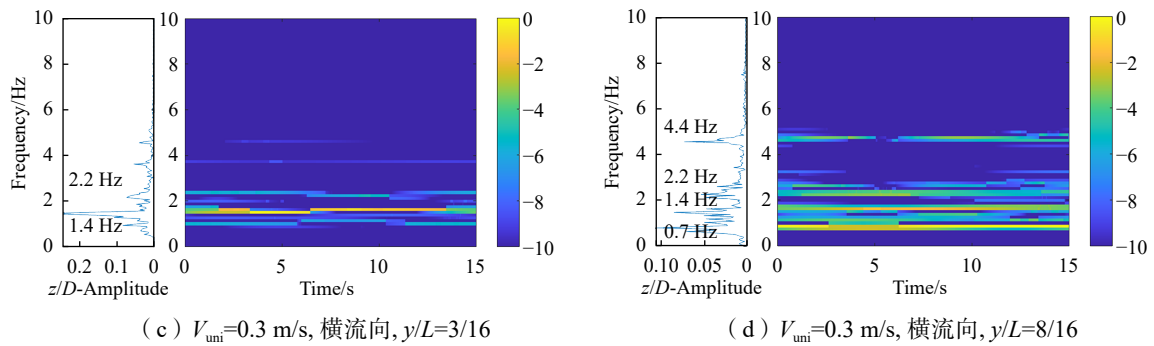 10
8
6
4
2
0
Frequency/Hz
2.2 Hz
1.4 Hz
0.2 0.1 0
z/D-Amplitude
10
8
6
4
2
0
0 5 10 15
Time/s
0
−2
−4
−6
−8
−10
（c）Vuni=0.3 m/s, 横流向, y/L=3/16
10
8
6
4
2
0
Frequency/Hz
4.4 Hz
2.2 Hz
1.4 Hz
0.7 Hz
0.10 0.05 0
z/D-Amplitude
10
8
6
4
2
0
0 5 10 15
Time/s
0
−2
−4
−6
−8
−10
（d）Vuni=0.3 m/s, 横流向, y/L=8/16